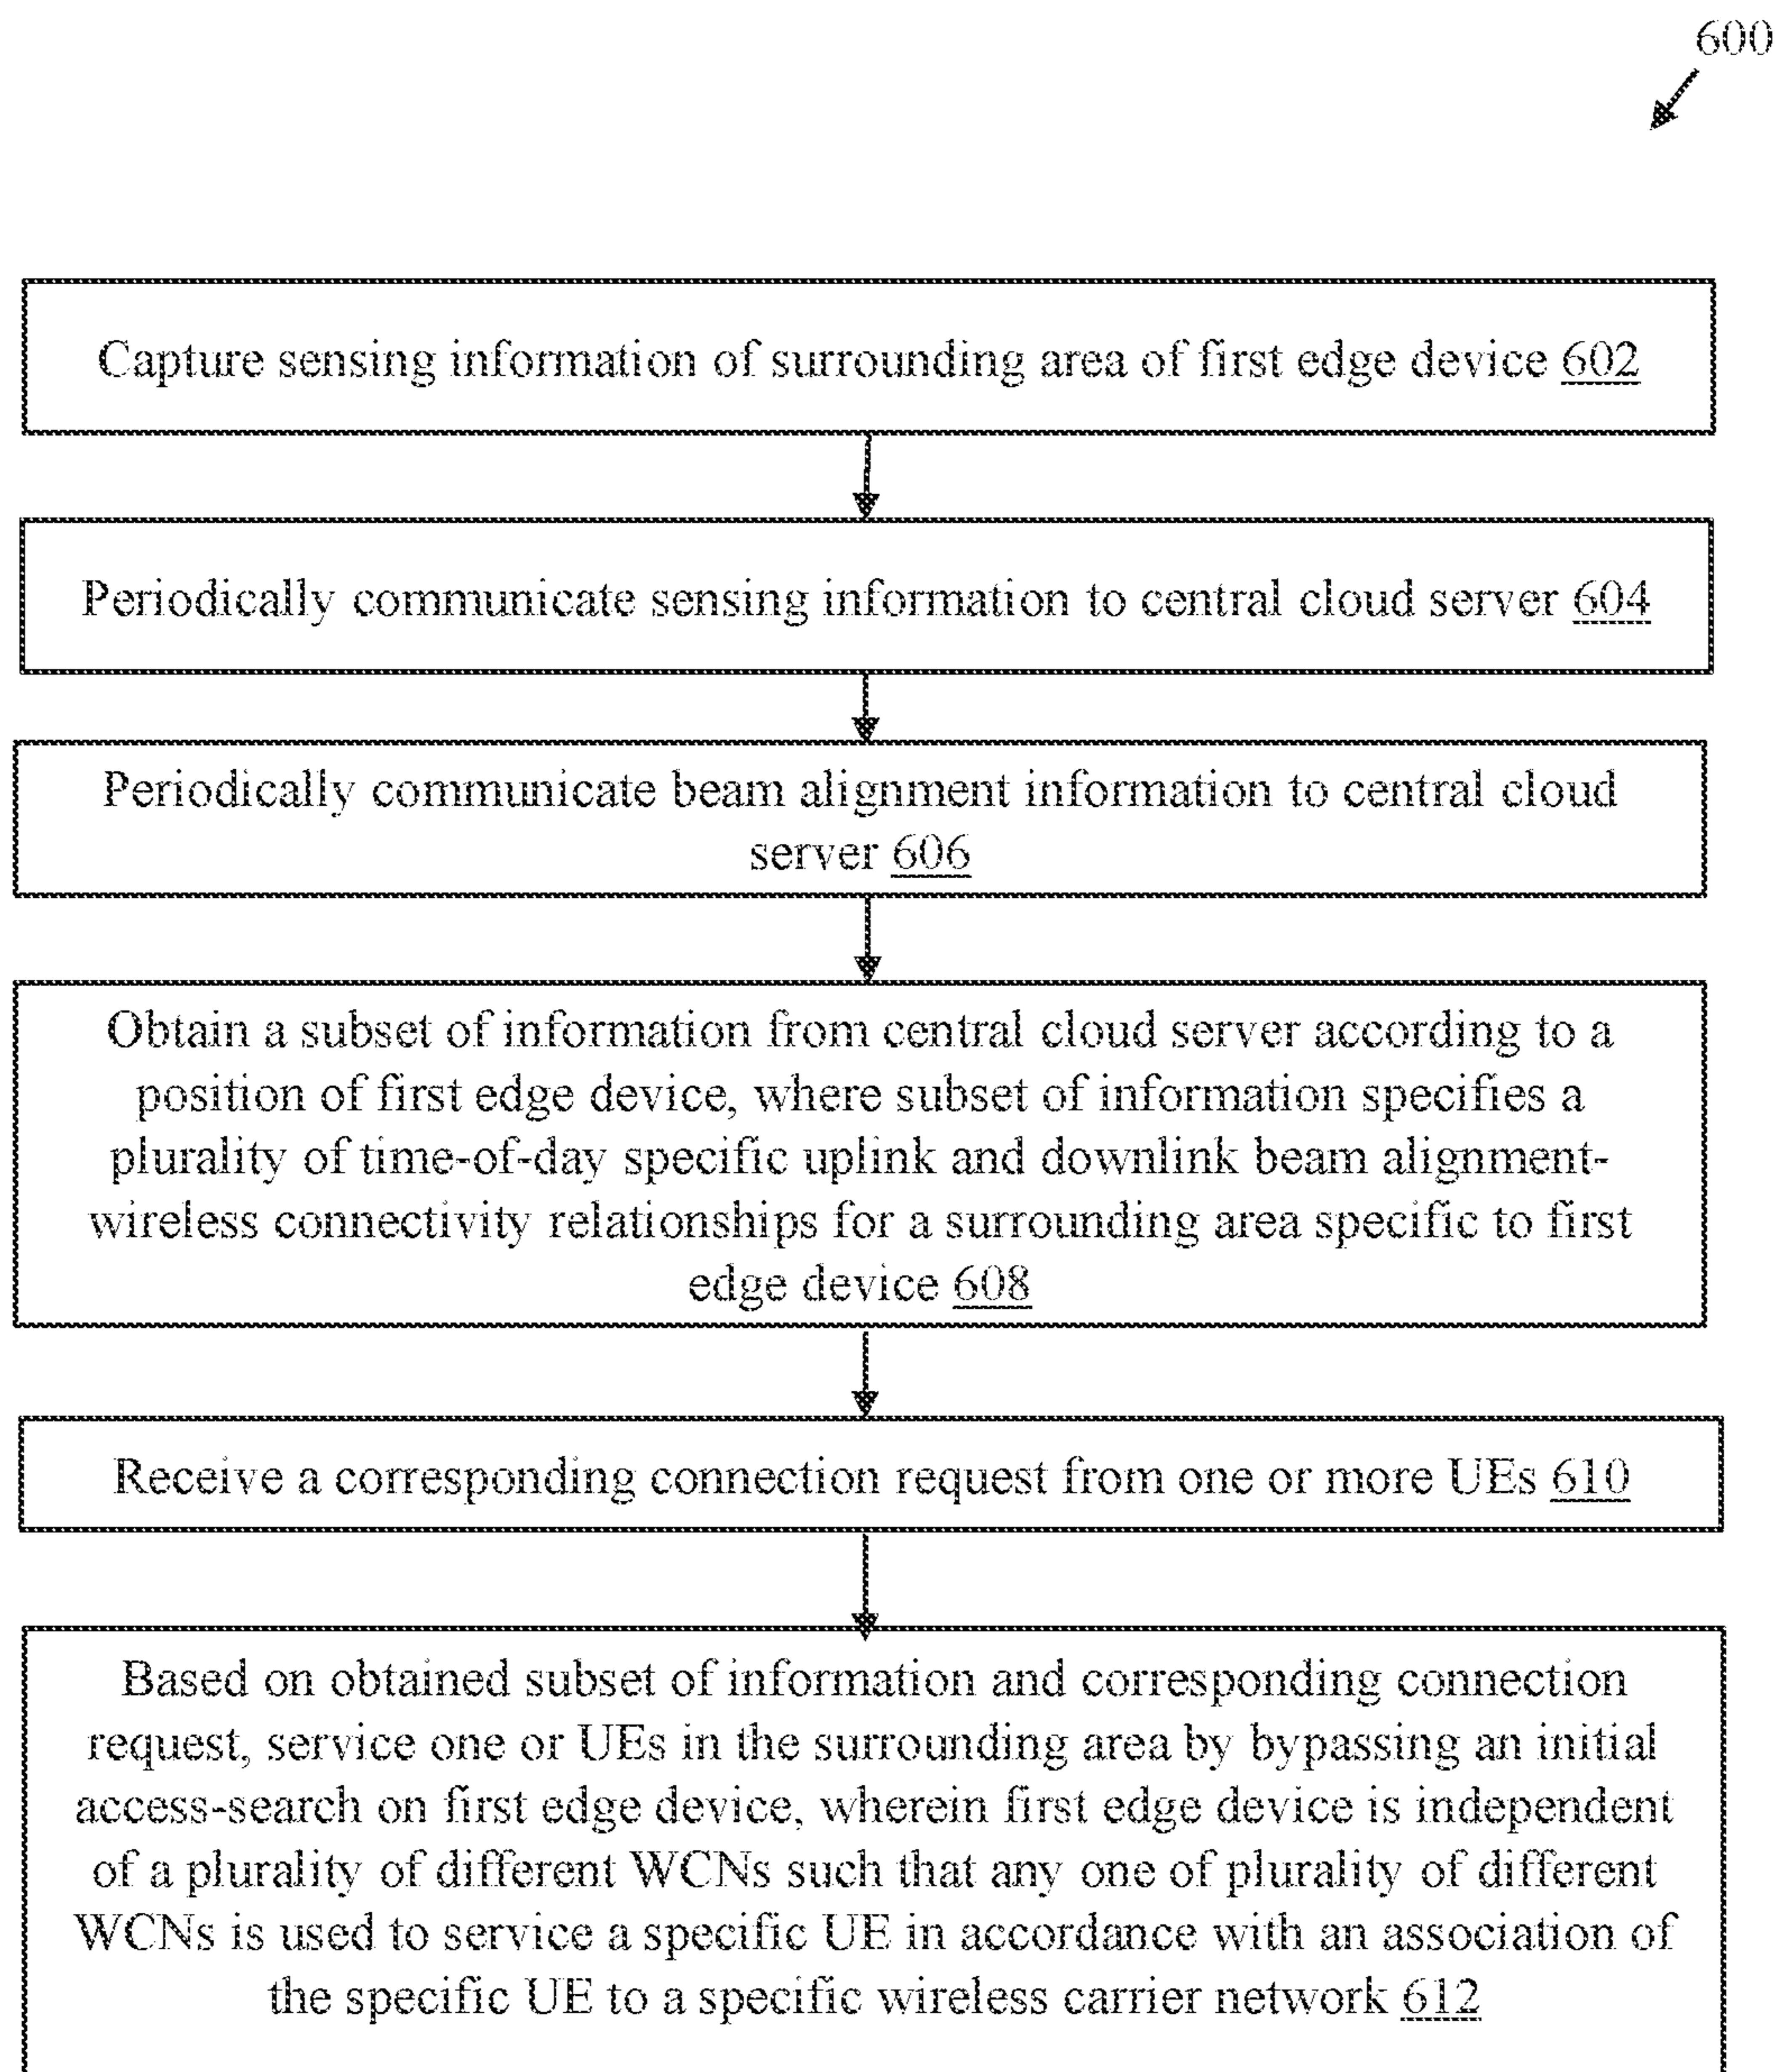 600
Capture sensing information of surrounding area of first edge device 602
Periodically communicate sensing information to central cloud server 604
Periodically communicate beam alignment information to central cloud
server 606
Obtain a subset of information from central cloud server according to a
position of first edge device, where subset of information specifies a
plurality of time-of-day specific uplink and downlink beam alignment-
wireless connectivity relationships for a surrounding area specific to first
edge device 608
Receive a corresponding connection request from one or more UEs 610
Based on obtained subset of information and corresponding connection
request, service one or UEs in the surrounding area by bypassing an initial
access-search on first edge device, wherein first edge device is independent
of a plurality of different WCNs such that any one of plurality of different
WCNs is used to service a specific UE in accordance with an association of
the specific UE to a specific wireless carrier network 612